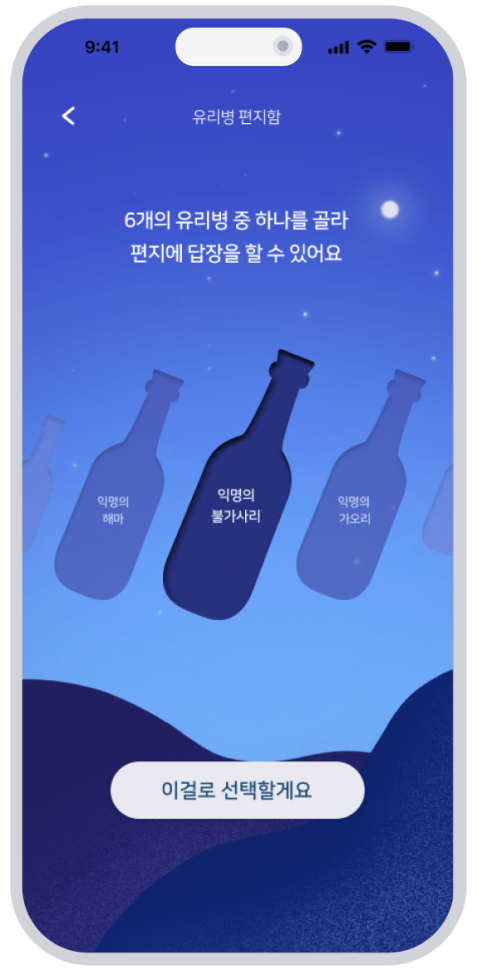 9:41
유리병 편지함
6개의 유리병 중 하나를 골라
편지에 답장을 할 수 있어요
익명의
해마
익명의
불가사리
익명의
가오리
이걸로 선택할게요